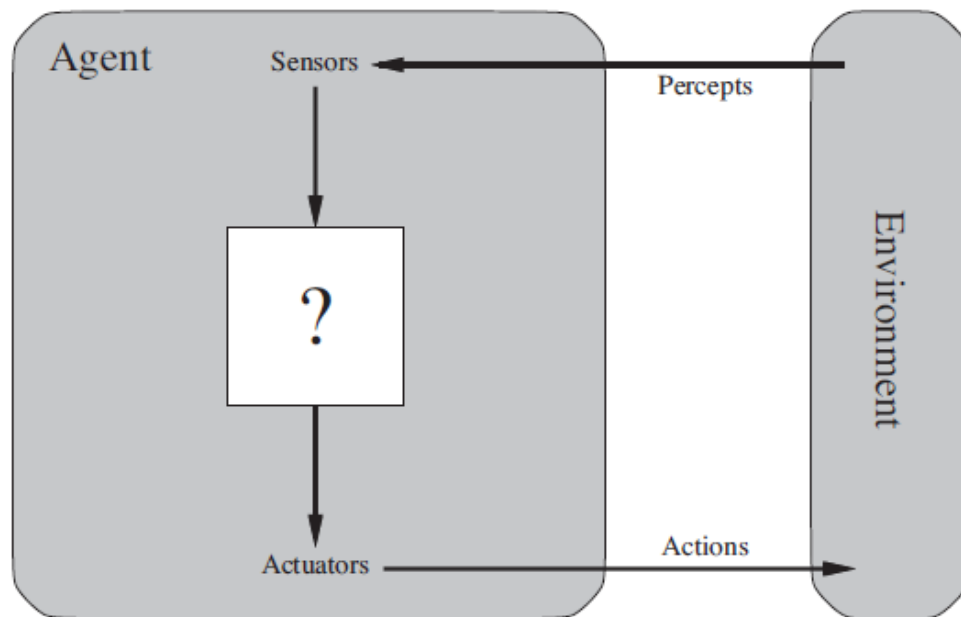 Agent
Sensors
Percepts
?
Environment
Actuators
Actions